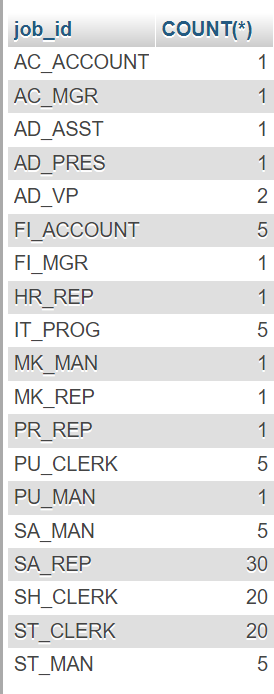 job_id COUNT(*)
AC_ACCOUNT 1
AC_MGR 1
AD_ASST 1
AD_PRES 1
AD_VP 2
FI_ACCOUNT 5
FI_MGR 1
HR_REP 1
IT_PROG 5
MK_MAN 1
MK_REP 1
PR_REP 1
PU_CLERK 5
PU_MAN 1
SA_MAN 5
SA_REP 30
SH_CLERK 20
ST_CLERK 20
ST_MAN 5